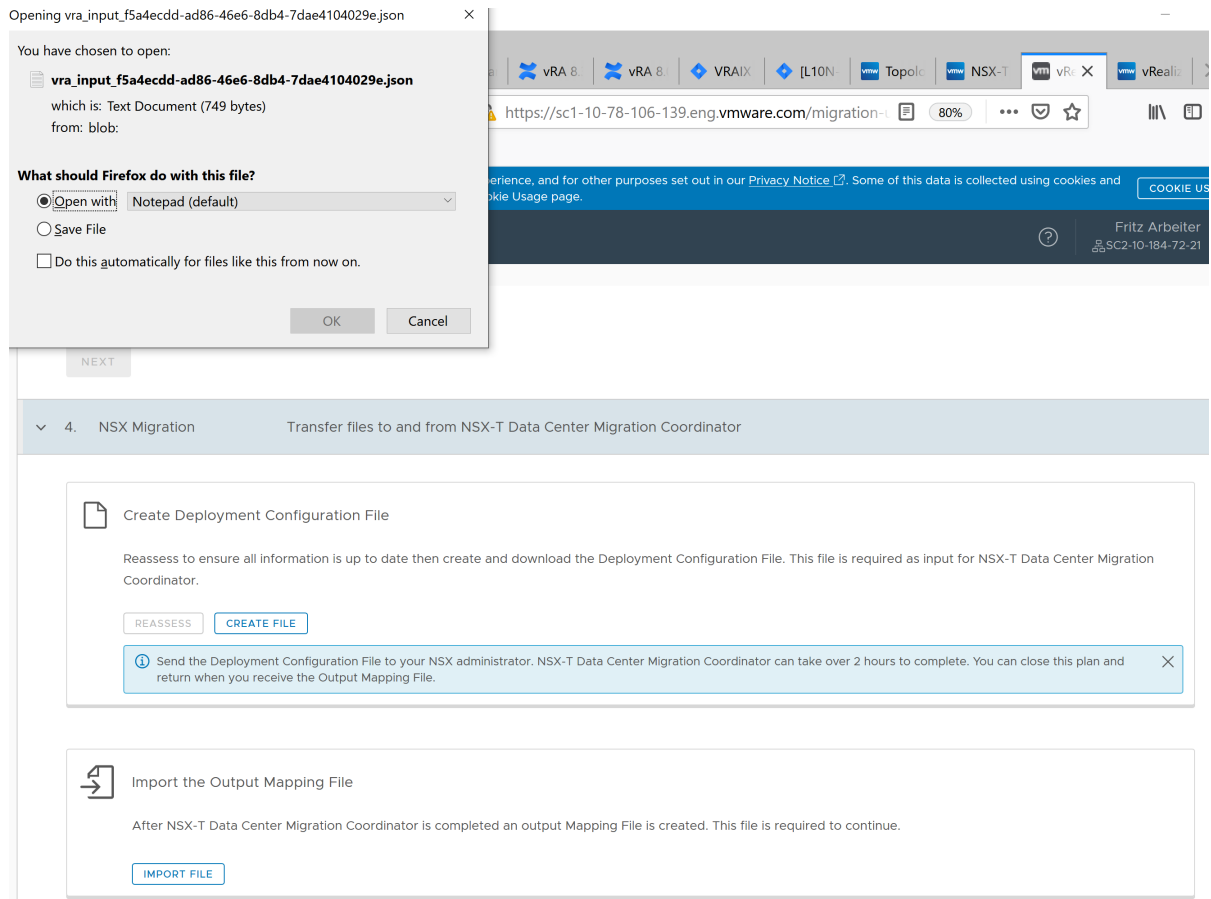 Opening vra_input_f5a4ecdd-ad86-46e6-8db4-7dae4104029e.json
You have chosen to open:
vra_input_f5a4ecdd-ad86-46e6-8db4-7dae4104029e.json
which is: Text Document (749 bytes)
from: blob:
What should Firefox do with this file?
Open with Notepad (default)
Save File
Do this automatically for files like this from now on.
OK Cancel
vRA 8. vRA 8. VRAIX [L10N- Topolo NSX-T vRe vReali
https://sc1-10-78-106-139.eng.vmware.com/migration- 80%
erience, and for other purposes set out in our Privacy Notice. Some of this data is collected using cookies and
okie Usage page.
COOKIE US
Fritz Arbeiter
SC2-10-184-72-21
NEXT
4. NSX Migration Transfer files to and from NSX-T Data Center Migration Coordinator
Create Deployment Configuration File
Reassess to ensure all information is up to date then create and download the Deployment Configuration File. This file is required as input for NSX-T Data Center Migration
Coordinator.
REASSESS CREATE FILE
Send the Deployment Configuration File to your NSX administrator. NSX-T Data Center Migration Coordinator can take over 2 hours to complete. You can close this plan and
return when you receive the Output Mapping File.
Import the Output Mapping File
After NSX-T Data Center Migration Coordinator is completed an output Mapping File is created. This file is required to continue.
IMPORT FILE